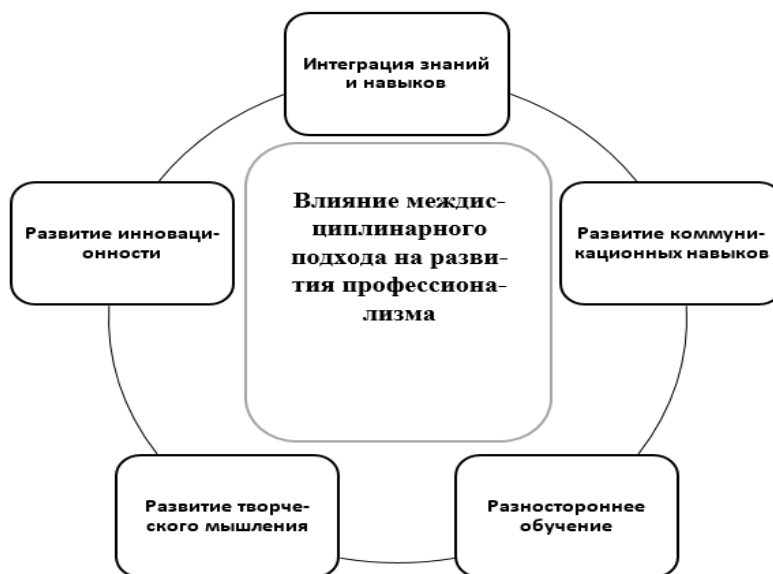 Интеграция знаний
и навыков
Влияние междис-
циплинарного
подхода на разви-
тия профессиона-
лизма
Развитие инноваци-
онности
Развитие коммуни-
кационных навыков
Развитие творче-
ского мышления
Разностороннее
обучение